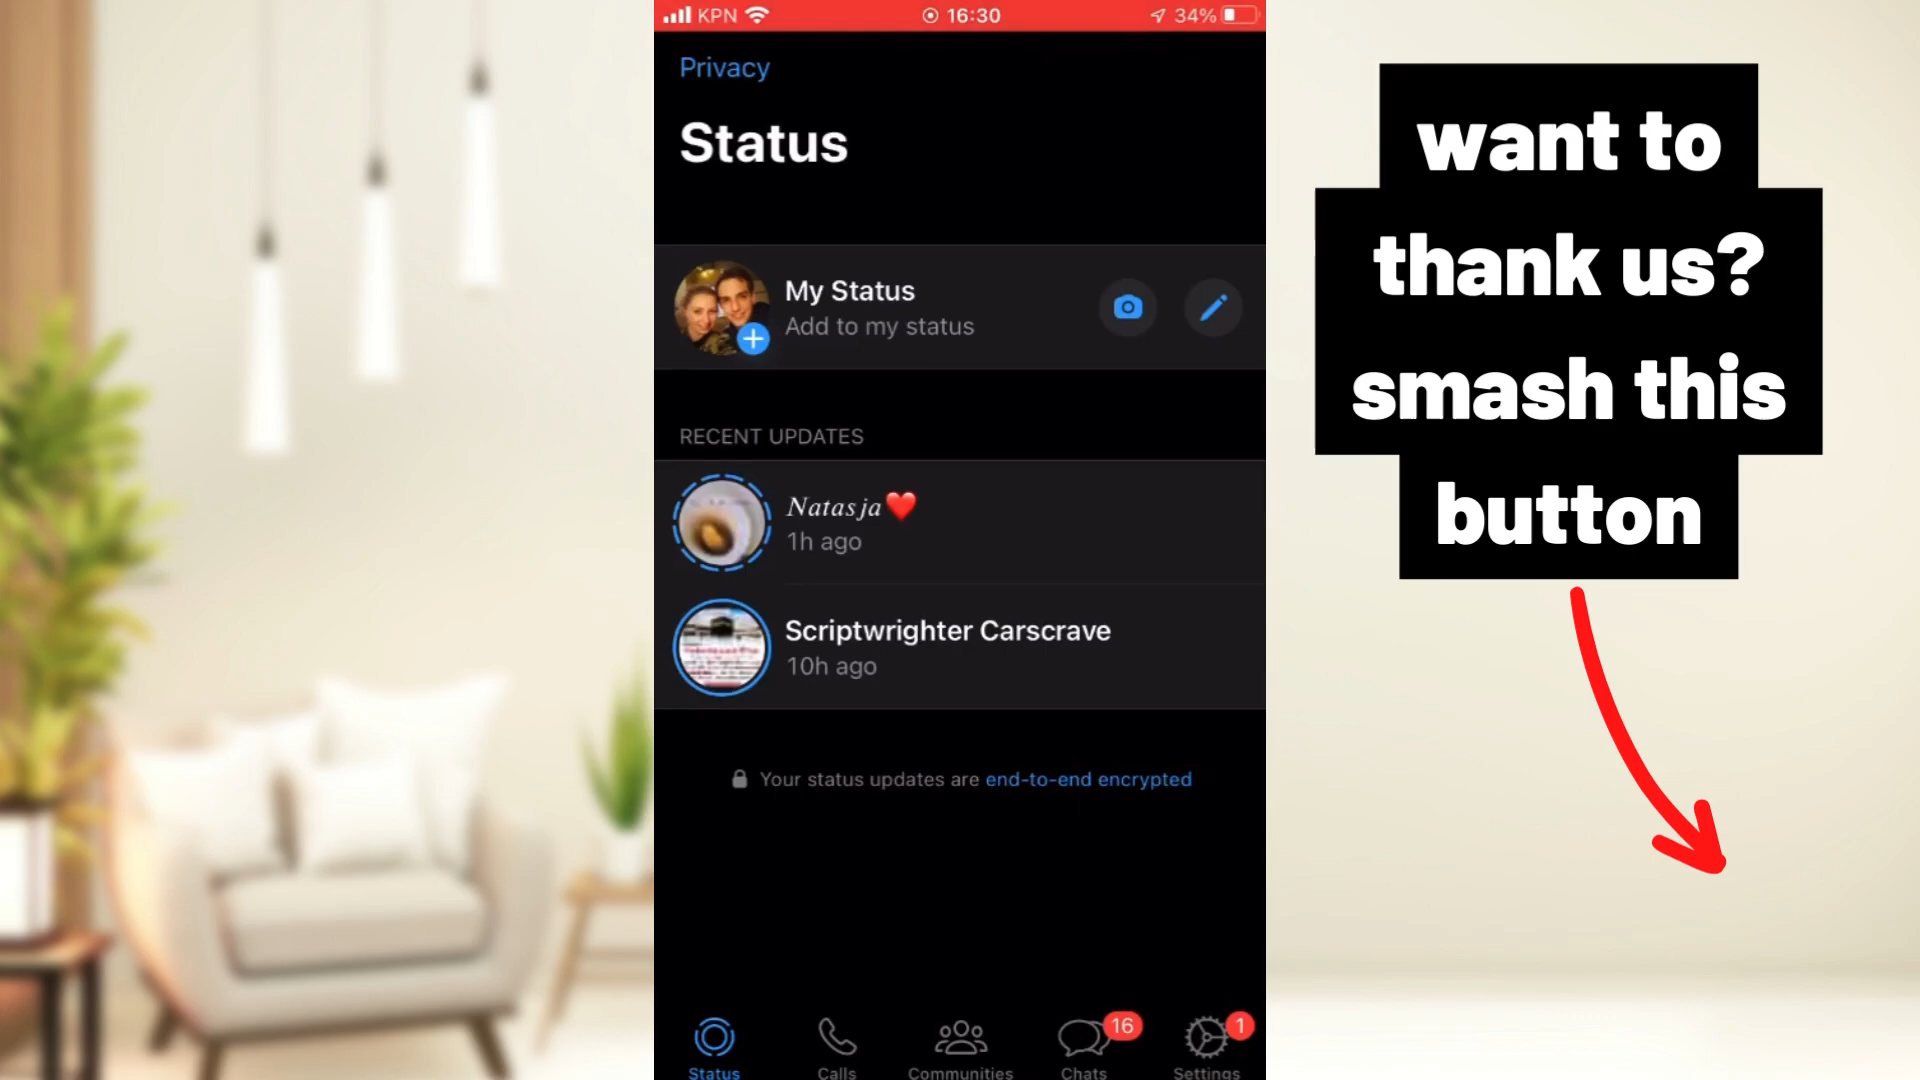 KPN 16:30 34%
Privacy
Status
My Status
Add to my status
RECENT UPDATES
Natasja❤️
1h ago
Scriptwrighter Carscrave
10h ago
Your status updates are end-to-end encrypted
16 1
Status Calls Communities Chats Settings
want to
thank us?
smash this
button